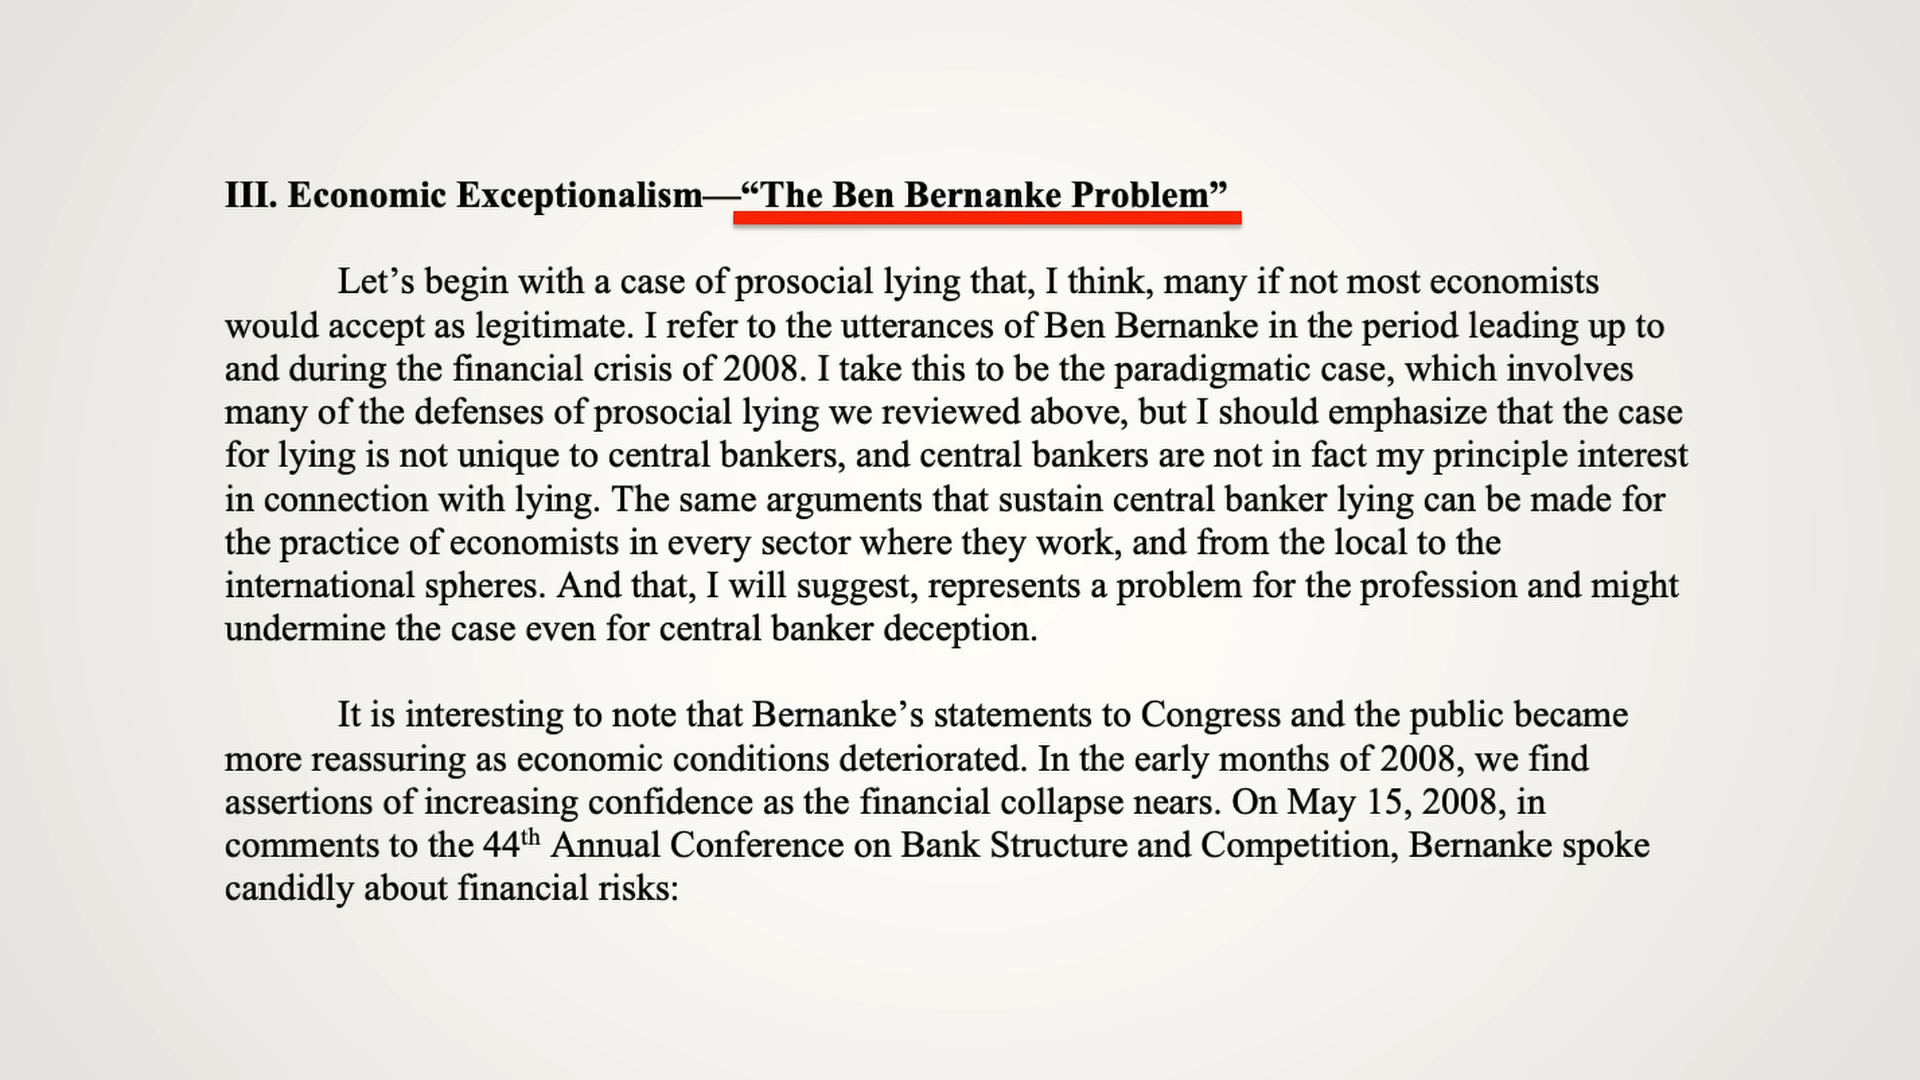 III. Economic Exceptionalism—“The Ben Bernanke Problem”
Let’s begin with a case of prosocial lying that, I think, many if not most economists
would accept as legitimate. I refer to the utterances of Ben Bernanke in the period leading up to
and during the financial crisis of 2008. I take this to be the paradigmatic case, which involves
many of the defenses of prosocial lying we reviewed above, but I should emphasize that the case
for lying is not unique to central bankers, and central bankers are not in fact my principle interest
in connection with lying. The same arguments that sustain central banker lying can be made for
the practice of economists in every sector where they work, and from the local to the
international spheres. And that, I will suggest, represents a problem for the profession and might
undermine the case even for central banker deception.
It is interesting to note that Bernanke’s statements to Congress and the public became
more reassuring as economic conditions deteriorated. In the early months of 2008, we find
assertions of increasing confidence as the financial collapse nears. On May 15, 2008, in
comments to the 44th Annual Conference on Bank Structure and Competition, Bernanke spoke
candidly about financial risks: